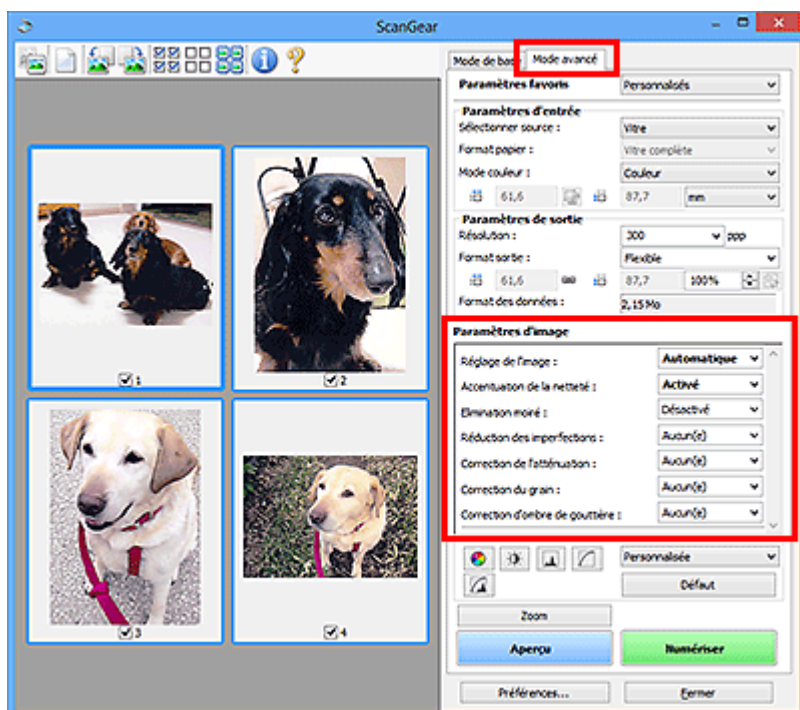 ScanGear
Mode de base Mode avancé
Paramètres favoris Personnalisés
Paramètres d'entrée
Sélectionner source : Vitre
Format papier : Vitre complète
Mode couleur : Couleur
61,6 87,7 mm
Paramètres de sortie
Résolution : 300 ppp
Format sortie : Flexible
61,6 87,7 100%
Format des données : 2,15 Mo
Paramètres d'image
Réglage de l'image : Automatique
Accentuation de la netteté : Activé
Elimination moiré : Désactivé
Réduction des imperfections : Aucun(e)
Correction de l'atténuation : Aucun(e)
Correction du grain : Aucun(e)
Correction d'ombre de gouttière : Aucun(e)
Personnalisée
Défaut
Zoom
Aperçu Numériser
Préférences... Fermer
1
2
3
4